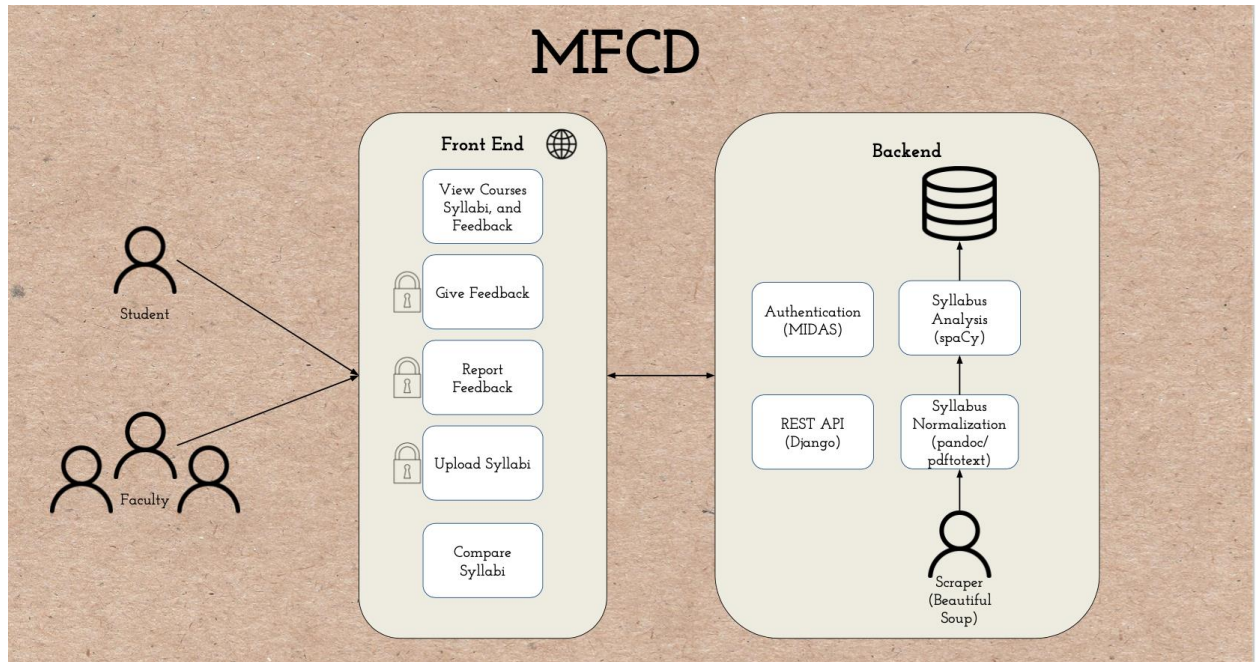 MFCD
Front End
View Courses
Syllabi, and
Feedback
Give Feedback
Report
Feedback
Upload Syllabi
Compare
Syllabi
Student
Faculty
Backend
Authentication
(MIDAS)
Syllabus
Analysis
(spaCy)
REST API
(Django)
Syllabus
Normalization
(pandoc/
pdftotext)
Scraper
(Beautiful
Soup)